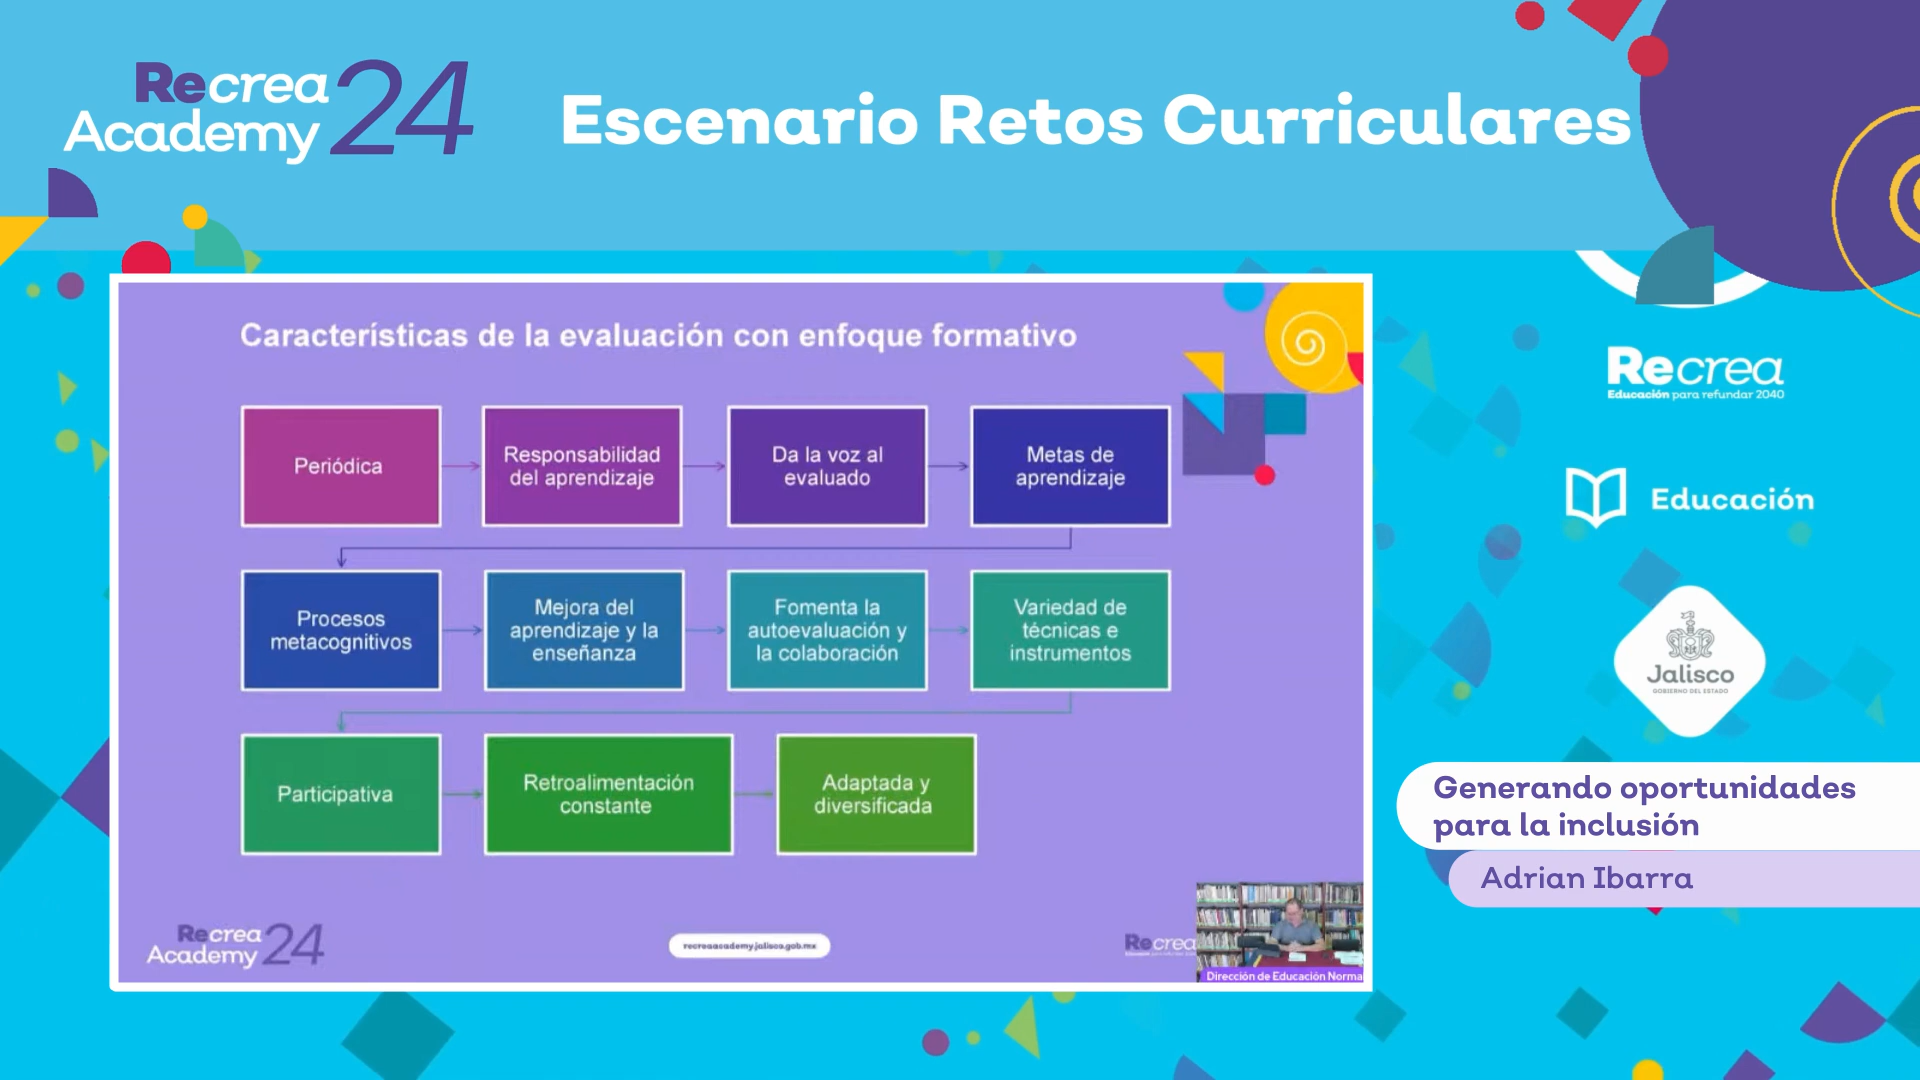 Recrea
Academy 24
Escenario Retos Curriculares
Características de la evaluación con enfoque formativo
Periódica
Responsabilidad
del aprendizaje
Da la voz al
evaluado
Metas de
aprendizaje
Procesos
metacognitivos
Mejora del
aprendizaje y la
enseñanza
Fomenta la
autoevaluación y
la colaboración
Variedad de
técnicas e
instrumentos
Participativa
Retroalimentación
constante
Adaptada y
diversificada
Recrea
Academy 24
recreaacademy.jalisco.gob.mx
Recrea
Dirección de Educación Norma
Recrea
Educación para refundar 2040
Educación
Jalisco
GOBIERNO DEL ESTADO
Generando oportunidades
para la inclusión
Adrian Ibarra